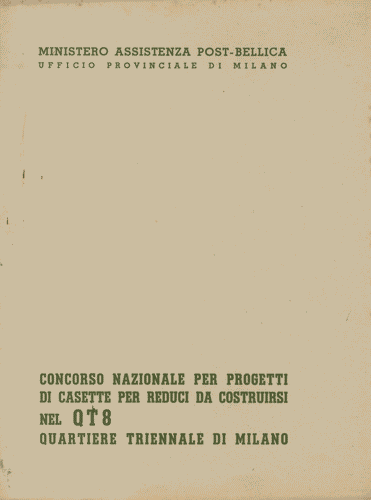 MINISTERO ASSISTENZA POST-BELLICA
UFFICIO PROVINCIALE DI MILANO
CONCORSO NAZIONALE PER PROGETTI
DI CASETTE PER REDUCI DA COSTRUIRSI
NEL QT8
QUARTIERE TRIENNALE DI MILANO